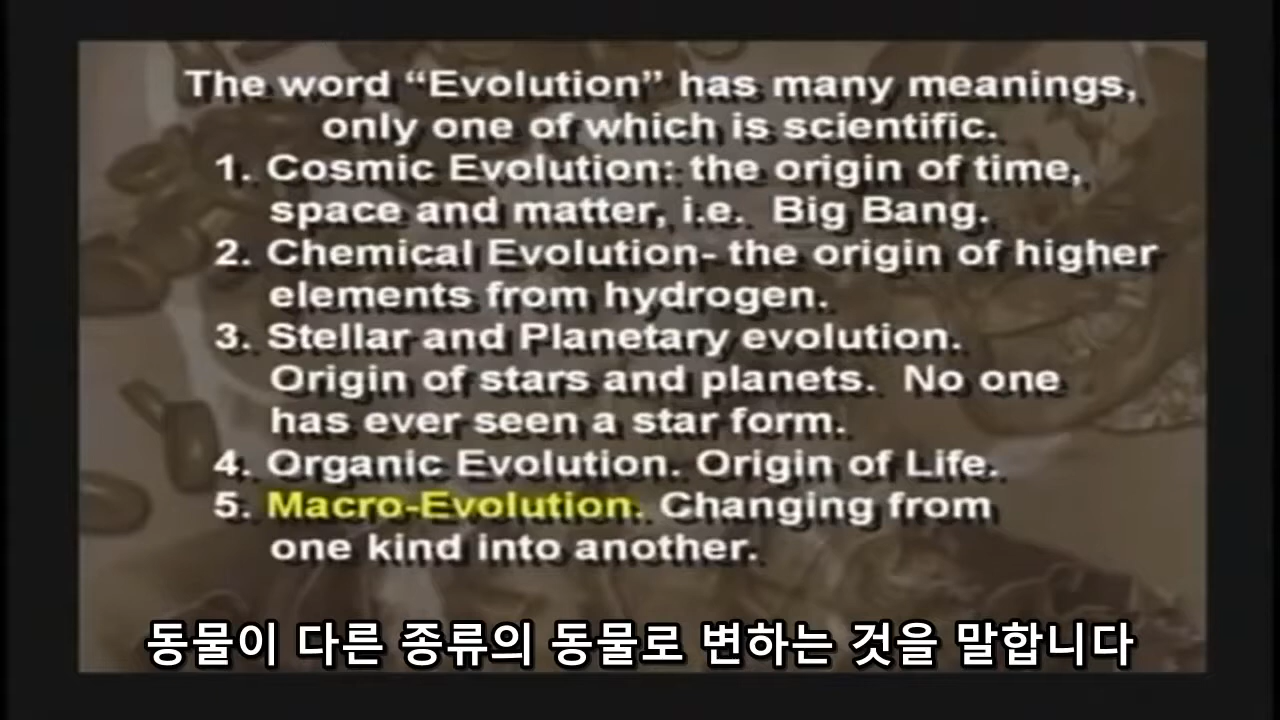 The word “Evolution” has many meanings,
only one of which is scientific.
1. Cosmic Evolution: the origin of time,
space and matter, i.e. Big Bang.
2. Chemical Evolution- the origin of higher
elements from hydrogen.
3. Stellar and Planetary evolution.
Origin of stars and planets. No one
has ever seen a star form.
4. Organic Evolution. Origin of Life.
5. Macro-Evolution. Changing from
one kind into another.
동물이 다른 종류의 동물로 변하는 것을 말합니다